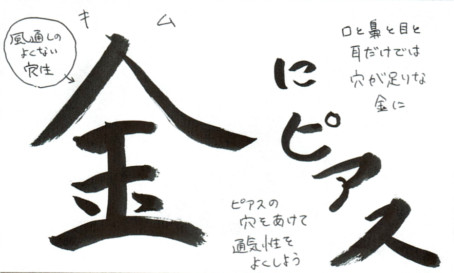 キム
金
にピアス
風通しの
よくない
穴性
口と鼻と目と
耳だけでは
穴が足りな
金に
ピアスの
穴をあけて
通気性を
よくしよう